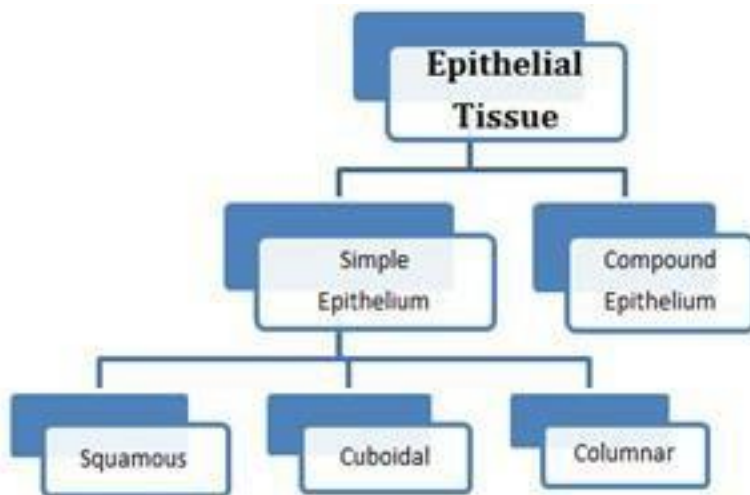 Epithelial
Tissue
Simple
Epithelium
Compound
Epithelium
Squamous
Cuboidal
Columnar